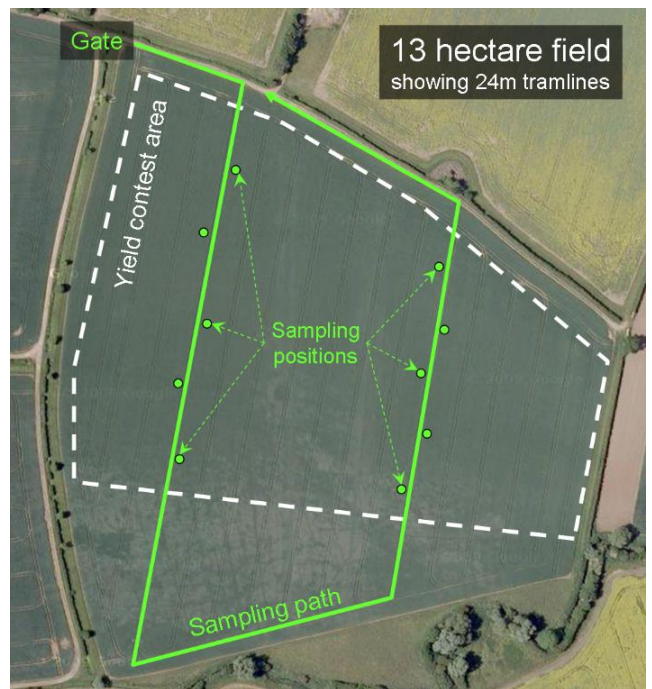 Gate
13 hectare field
showing 24m tramlines
Yield contest area
Sampling
positions
Sampling path